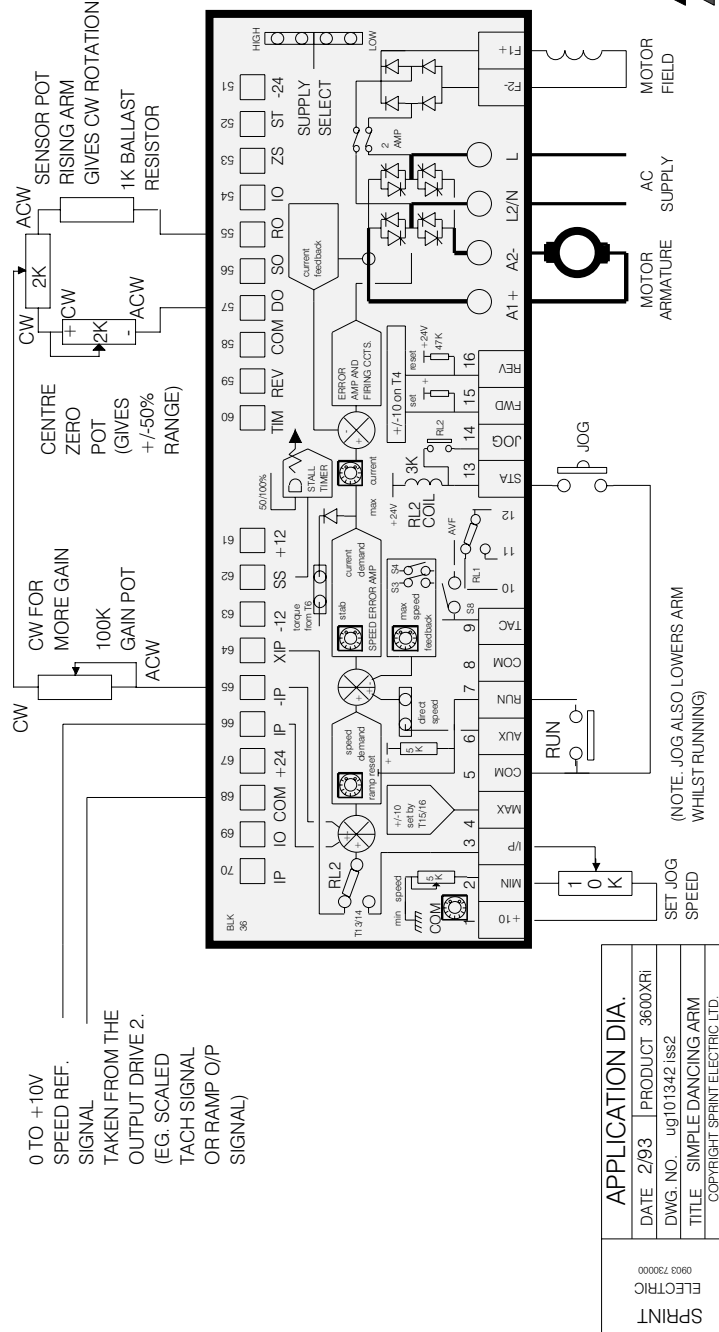 0 TO +10V
SPEED REF.
SIGNAL
TAKEN FROM THE
OUTPUT DRIVE 2.
(EG. SCALED
TACH SIGNAL
OR RAMP O/P
SIGNAL)
CW
CW FOR
MORE GAIN
100K
GAIN POT
ACW
CENTRE
ZERO
POT
(GIVES
+/-50%
RANGE)
CW
CW
+
2K
-
ACW
2K
ACW
SENSOR POT
RISING ARM
GIVES CW ROTATION
1K BALLAST
RESISTOR
70 69 68 67 66 65 64 63 62 61
IP IO COM +24 IP -IP XIP -12 SS +12
60 59 58 57 56 55 54 53 52 51
TIM REV COM DO SO RO IO ZS ST -24
BLK
36
HIGH
LOW
SUPPLY
SELECT
RL2
T13/14
+
-
speed
demand
ramp reset
+
-
+
torque
from T6
stab
current
demand
SPEED ERROR AMP
50/100%
STALL
TIMER
max
current
+
-
ERROR
AMP AND
FIRING CCTS.
current
feedback
2
AMP
min speed
5
K
COM
+/-10
set by
T15/16
+
5
K
direct
speed
max
speed
feedback
S3 S4
S8
AVF
RL1
+24V
RL2
COIL
3K
RL2
+/-10 on T4
set
+
reset
+24V
47K
1 2 3 4 5 6 7 8 9 10 11 12 13 14 15 16
+10 MIN I/P MAX COM AUX RUN COM TAC STA JOG FWD REV
A1+ A2- L2/N L F2- F1+
1
0
K
SET JOG
SPEED
RUN
JOG
(NOTE. JOG ALSO LOWERS ARM
WHILST RUNNING)
MOTOR
ARMATURE
AC
SUPPLY
MOTOR
FIELD
SPRINT
ELECTRIC
0903 730000
APPLICATION DIA.
DATE 2/93 PRODUCT 3600XRi
DWG. NO. ug101342 iss2
TITLE SIMPLE DANCING ARM
COPYRIGHT SPRINT ELECTRIC LTD.